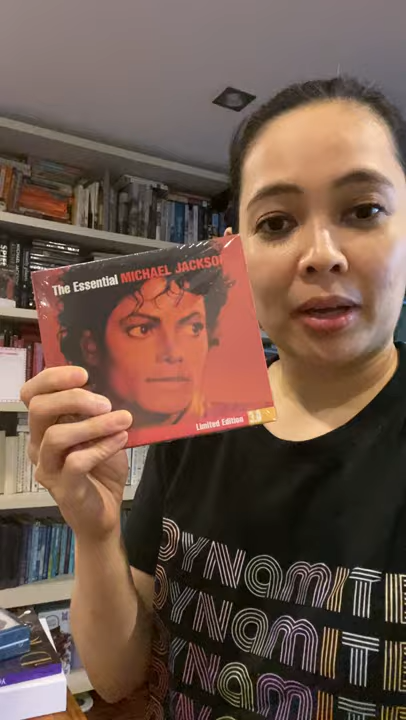 The Essential MICHAEL JACKSON
Limited Edition 3.0
DYNAMITE
DYNAMITE
DYNAMITE
DYNAMITE